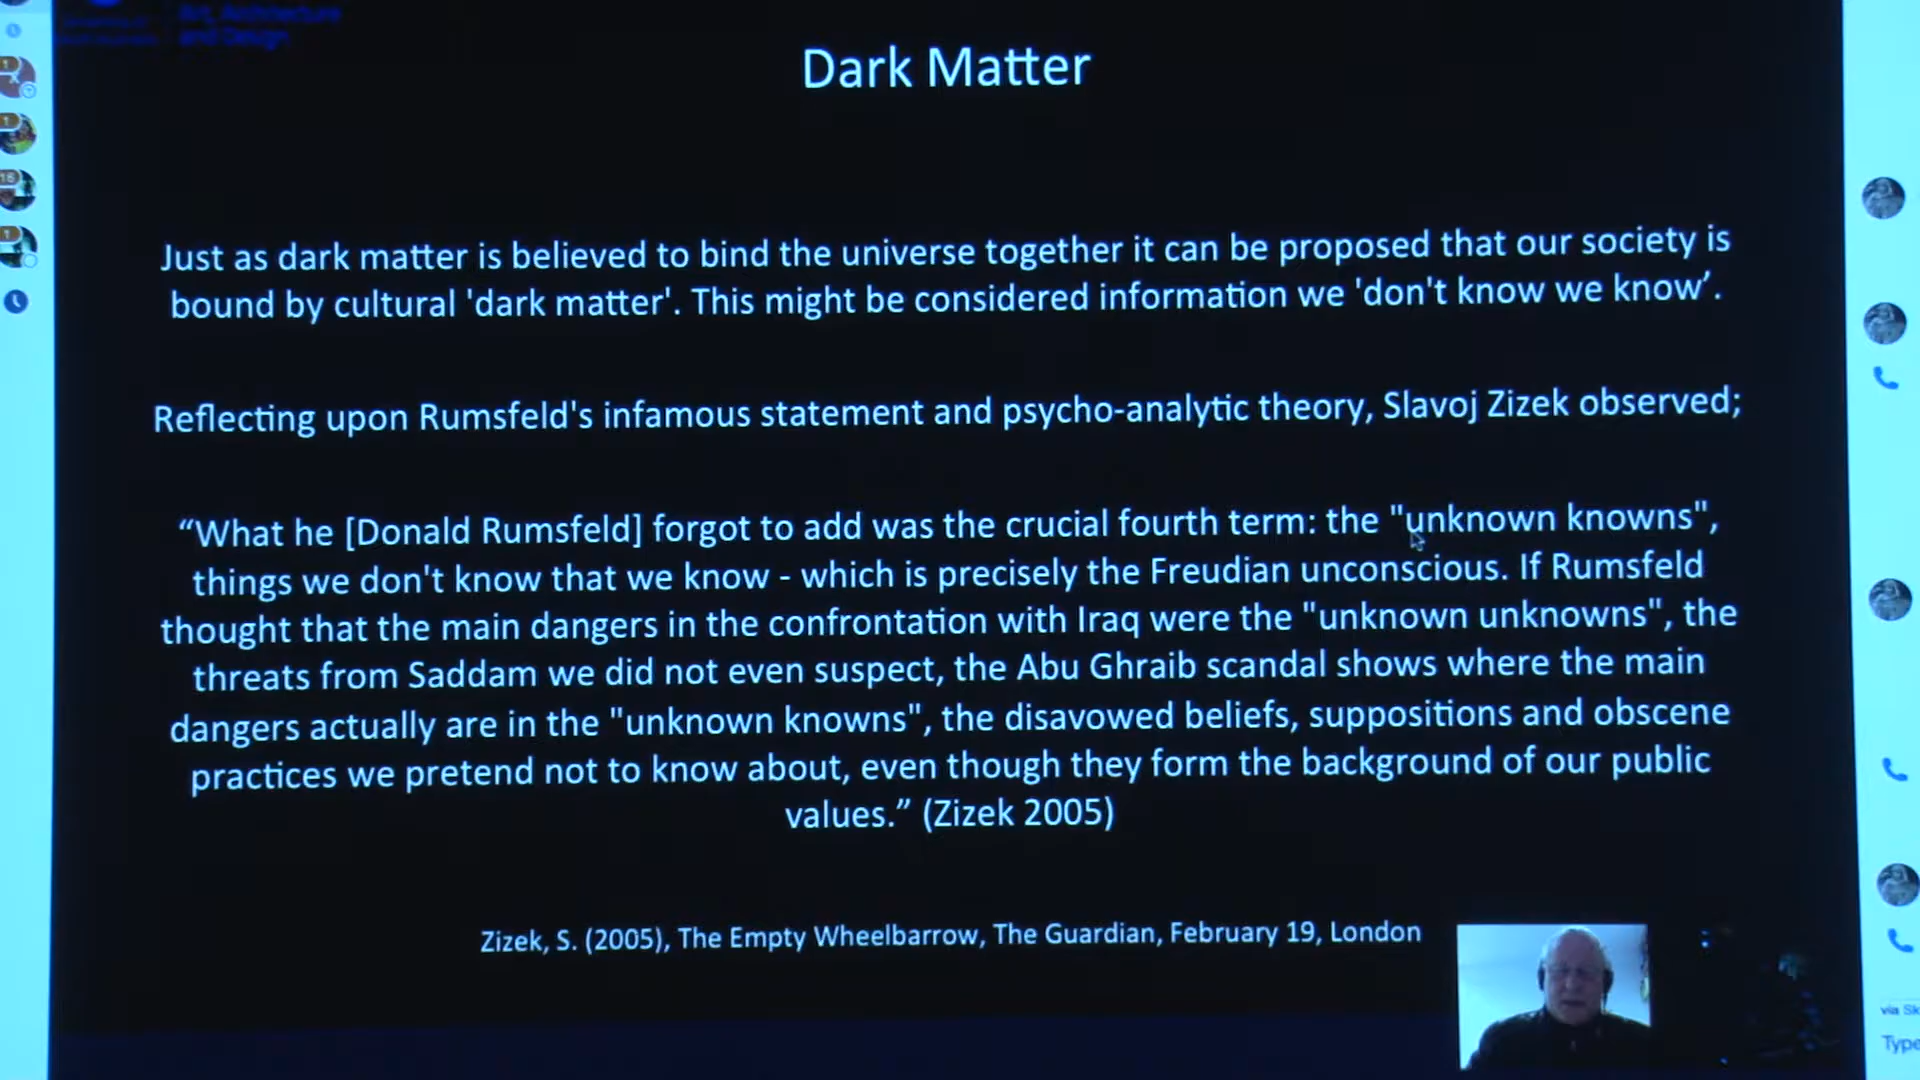 Art, Architecture
and Design
Dark Matter
Just as dark matter is believed to bind the universe together it can be proposed that our society is
bound by cultural 'dark matter'. This might be considered information we 'don't know we know’.
Reflecting upon Rumsfeld's infamous statement and psycho-analytic theory, Slavoj Zizek observed;
“What he [Donald Rumsfeld] forgot to add was the crucial fourth term: the "unknown knowns",
things we don't know that we know - which is precisely the Freudian unconscious. If Rumsfeld
thought that the main dangers in the confrontation with Iraq were the "unknown unknowns", the
threats from Saddam we did not even suspect, the Abu Ghraib scandal shows where the main
dangers actually are in the "unknown knowns", the disavowed beliefs, suppositions and obscene
practices we pretend not to know about, even though they form the background of our public
values.” (Zizek 2005)
Zizek, S. (2005), The Empty Wheelbarrow, The Guardian, February 19, London
1
1
16
1
via Sk
Type